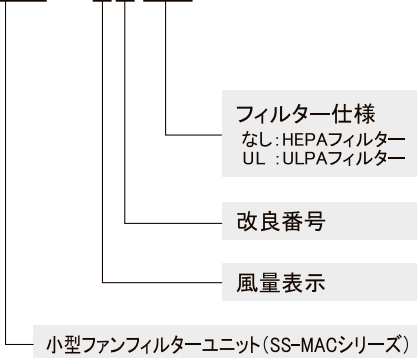 フィルター仕様
なし：HEPAフィルター
UL ：ULPAフィルター
改良番号
風量表示
小型ファンフィルターユニット（SS-MACシリーズ）